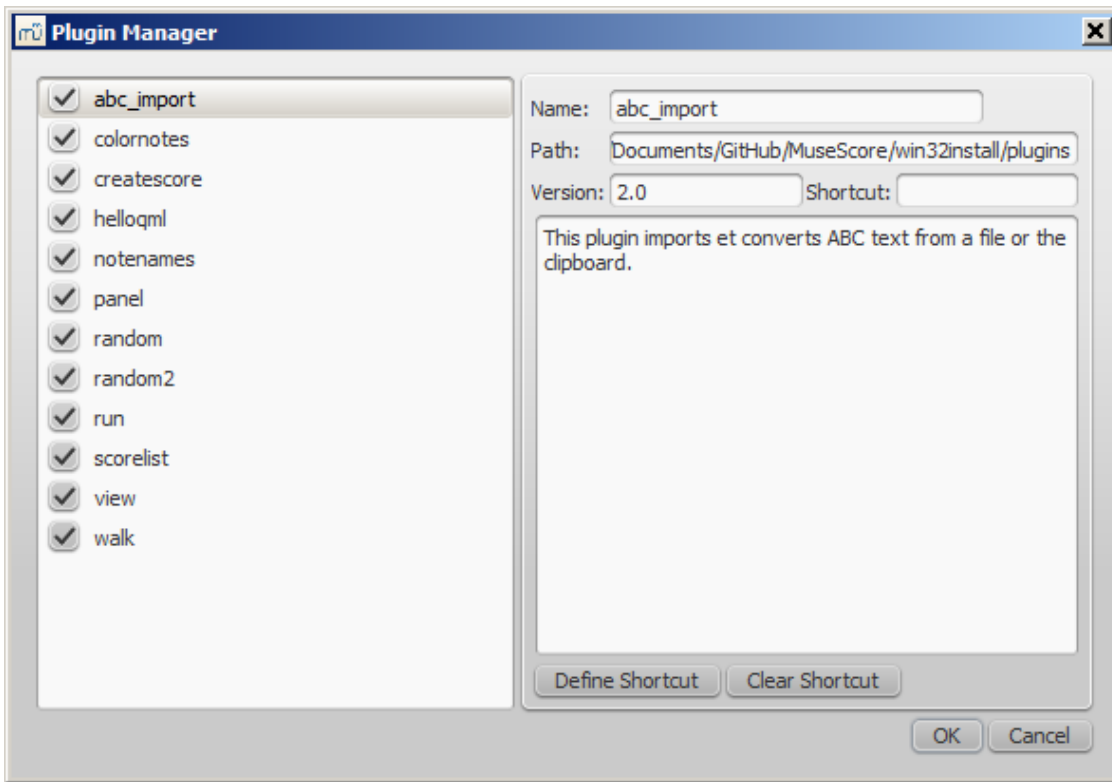 mü Plugin Manager
abc_import
colornotes
createscore
helloqml
notenames
panel
random
random2
run
scorelist
view
walk
Name: abc_import
Path: Documents/GitHub/MuseScore/win32install/plugins
Version: 2.0 Shortcut:
This plugin imports et converts ABC text from a file or the
clipboard.
Define Shortcut Clear Shortcut
OK Cancel